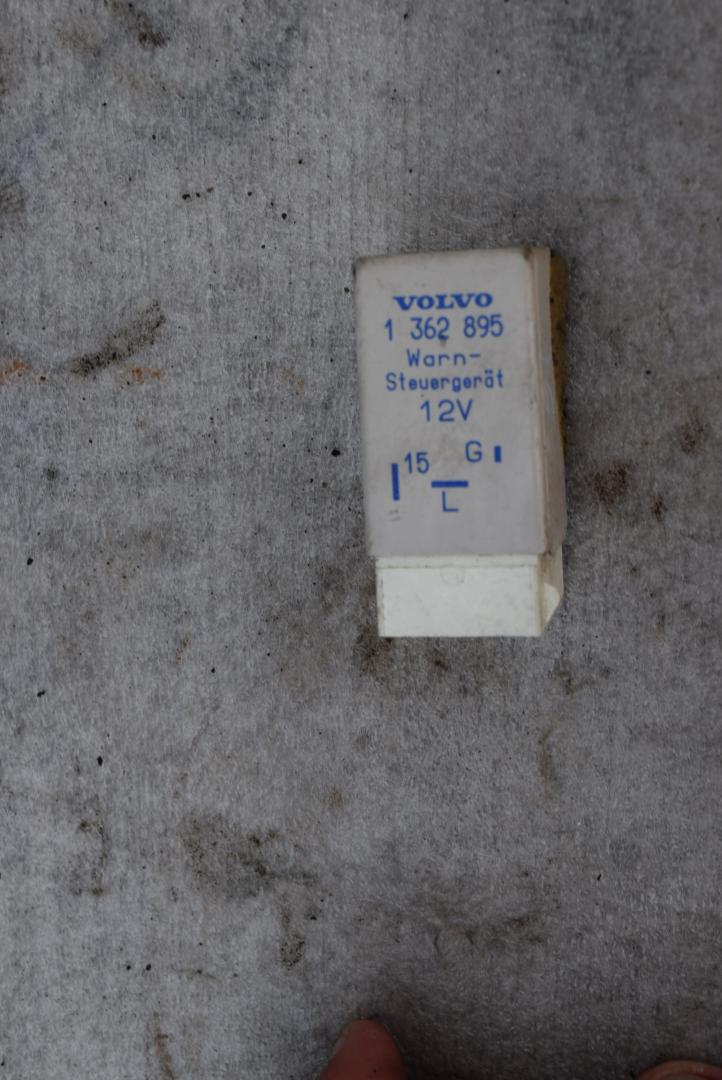 VOLVO
1 362 895
Warn-
Steuergerät
12V
15 G
L